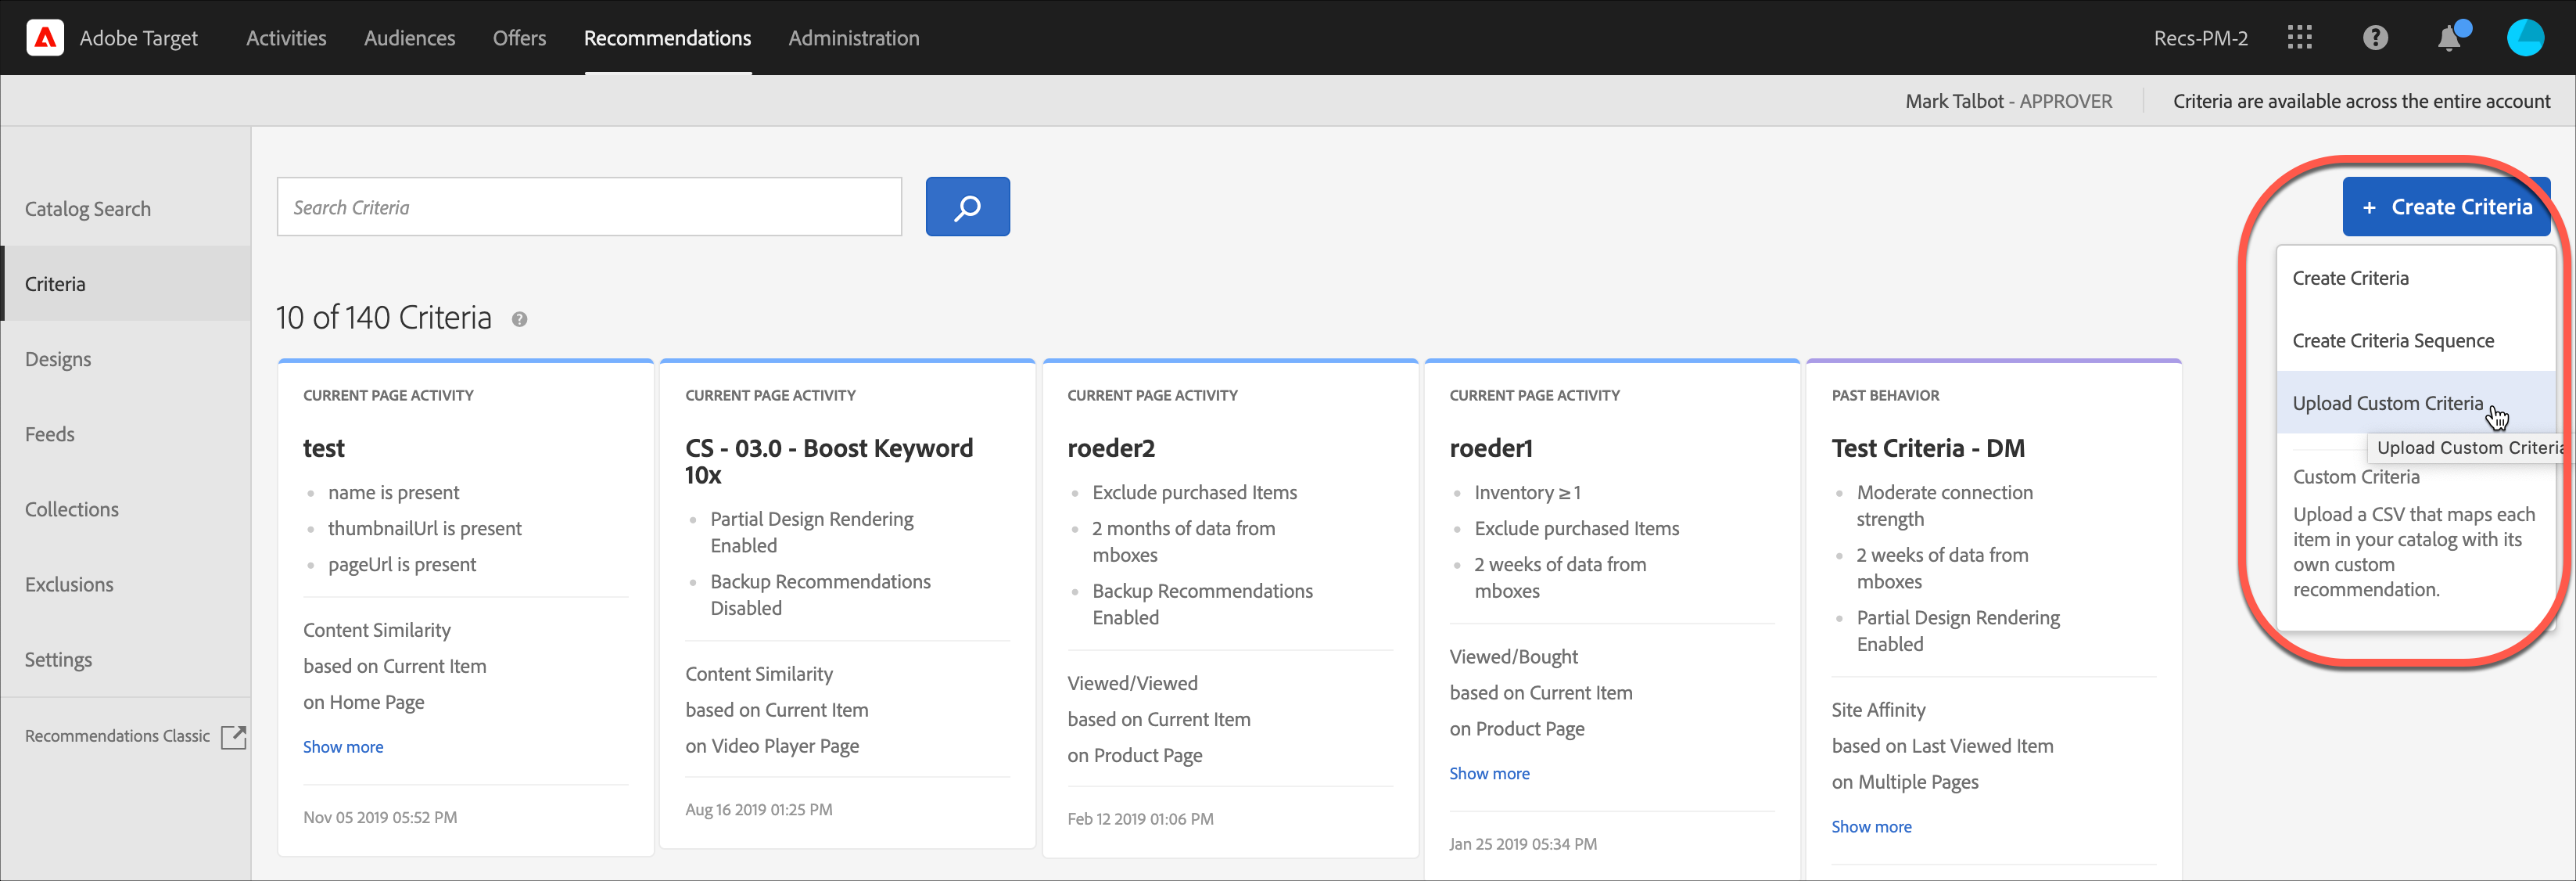 Adobe Target
Activities
Audiences
Offers
Recommendations
Administration
Recs-PM-2
Mark Talbot - APPROVER
Criteria are available across the entire account
Catalog Search
Criteria
Designs
Feeds
Collections
Exclusions
Settings
Recommendations Classic
Search Criteria
+ Create Criteria
Create Criteria
Create Criteria Sequence
Upload Custom Criteria
Upload Custom Criteria
Custom Criteria
Upload a CSV that maps each
item in your catalog with its
own custom
recommendation.
10 of 140 Criteria
CURRENT PAGE ACTIVITY
test
name is present
thumbnailUrl is present
pageUrl is present
Content Similarity
based on Current Item
on Home Page
Show more
Nov 05 2019 05:52 PM
CURRENT PAGE ACTIVITY
CS - 03.0 - Boost Keyword
10x
Partial Design Rendering
Enabled
Backup Recommendations
Disabled
Content Similarity
based on Current Item
on Video Player Page
Aug 16 2019 01:25 PM
CURRENT PAGE ACTIVITY
roeder2
Exclude purchased Items
2 months of data from
mboxes
Backup Recommendations
Enabled
Viewed/Viewed
based on Current Item
on Product Page
Feb 12 2019 01:06 PM
CURRENT PAGE ACTIVITY
roeder1
Inventory ≥ 1
Exclude purchased Items
2 weeks of data from
mboxes
Viewed/Bought
based on Current Item
on Product Page
Show more
Jan 25 2019 05:34 PM
PAST BEHAVIOR
Test Criteria - DM
Moderate connection
strength
2 weeks of data from
mboxes
Partial Design Rendering
Enabled
Site Affinity
based on Last Viewed Item
on Multiple Pages
Show more